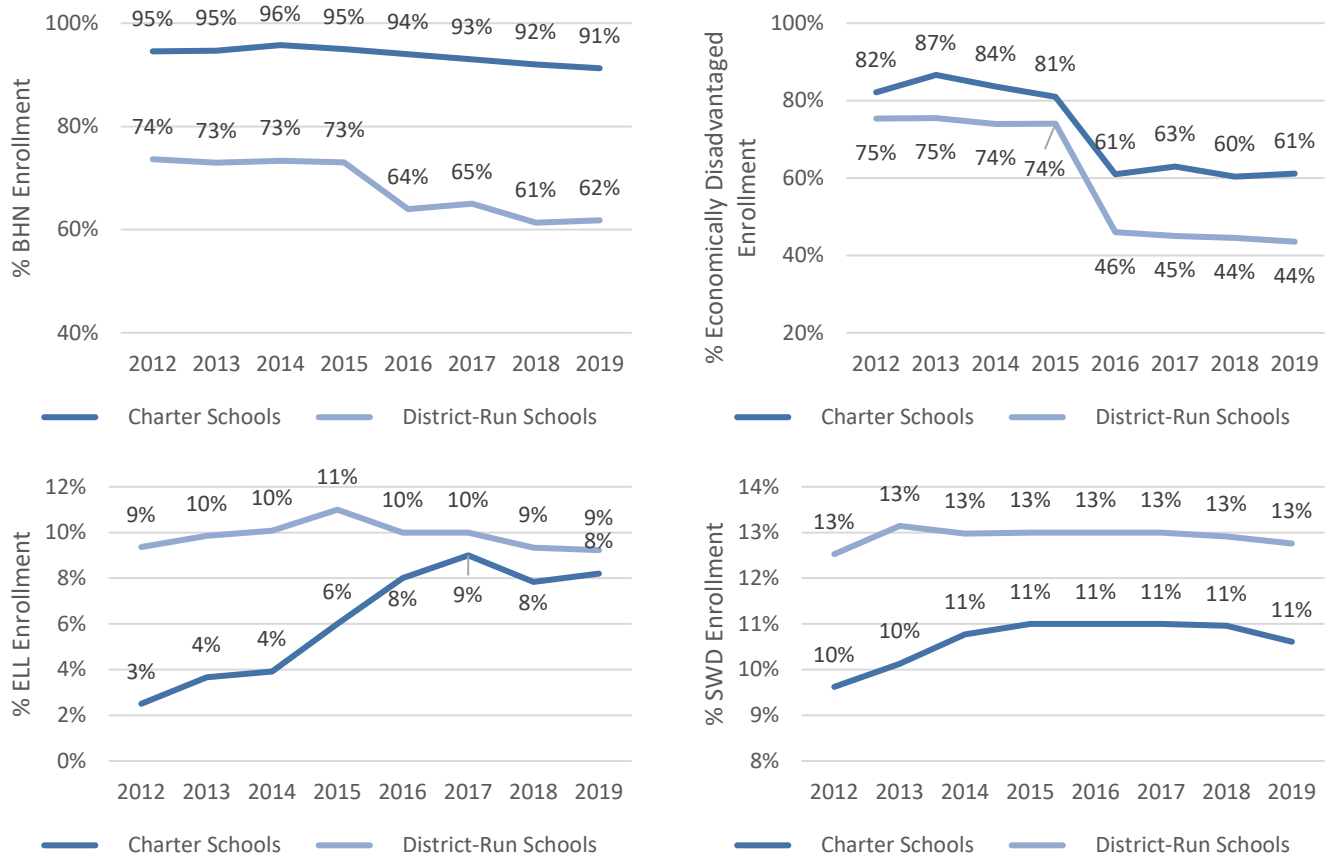 % BHN Enrollment
100%
80%
60%
40%
95% 95% 96% 95% 94% 93% 92% 91%
74% 73% 73% 73% 64% 65% 61% 62%
2012 2013 2014 2015 2016 2017 2018 2019
Charter Schools District-Run Schools
% Economically Disadvantaged
Enrollment
100%
80%
60%
40%
20%
82% 87% 84% 81% 61% 63% 60% 61%
75% 75% 74% 74% 46% 45% 44% 44%
2012 2013 2014 2015 2016 2017 2018 2019
Charter Schools District-Run Schools
% ELL Enrollment
12%
10%
8%
6%
4%
2%
0%
9% 10% 10% 11% 10% 10% 9% 9%
3% 4% 4% 6% 8% 9% 8% 8%
2012 2013 2014 2015 2016 2017 2018 2019
Charter Schools District-Run Schools
% SWD Enrollment
14%
13%
12%
11%
10%
9%
8%
13% 13% 13% 13% 13% 13% 13% 13%
10% 10% 11% 11% 11% 11% 11% 11%
2012 2013 2014 2015 2016 2017 2018 2019
Charter Schools District-Run Schools